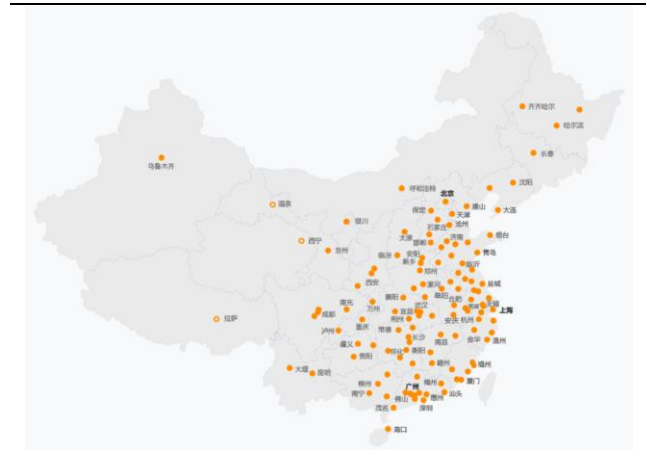 齐齐哈尔
哈尔滨
乌鲁木齐
长春
沈阳
呼和浩特
北京
酒泉
唐山
保定
大连
天津
银川
沧州
石家庄
烟台
西宁
太原
邯郸
济南
兰州
青岛
临汾
安阳
新乡
临沂
郑州
西安
漯河
盐城
襄阳
阜阳
合肥
南充
无锡
成都
万州
宜昌
武汉
上海
拉萨
荆州
安庆
杭州
重庆
泸州
常德
长沙
南昌
金华
温州
遵义
怀化
衡阳
贵阳
赣州
福州
大理
昆明
柳州
广州
梅州
厦门
南宁
佛山
惠州
汕头
茂名
深圳
海口